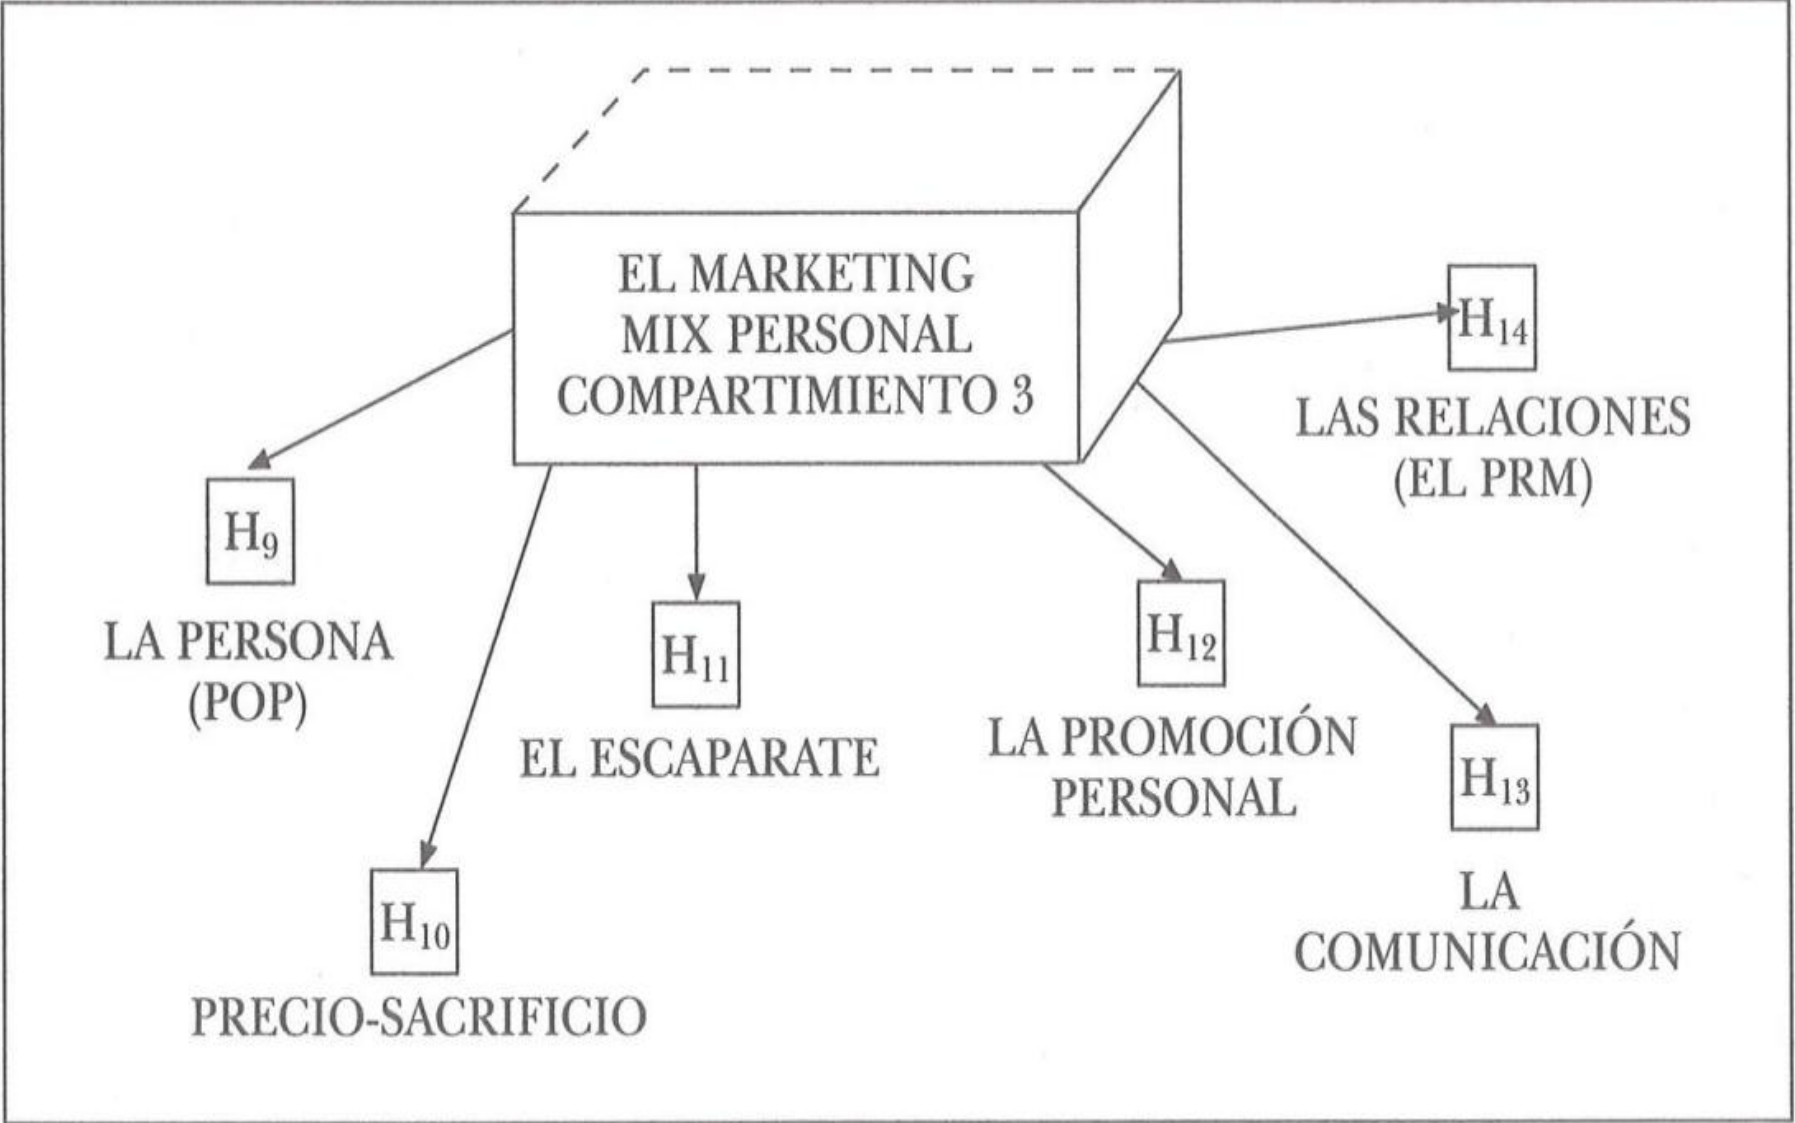 EL MARKETING
MIX PERSONAL
COMPARTIMIENTO 3
H9
LA PERSONA
(POP)
H10
PRECIO-SACRIFICIO
H11
EL ESCAPARATE
H12
LA PROMOCIÓN
PERSONAL
H13
LA
COMUNICACIÓN
H14
LAS RELACIONES
(EL PRM)